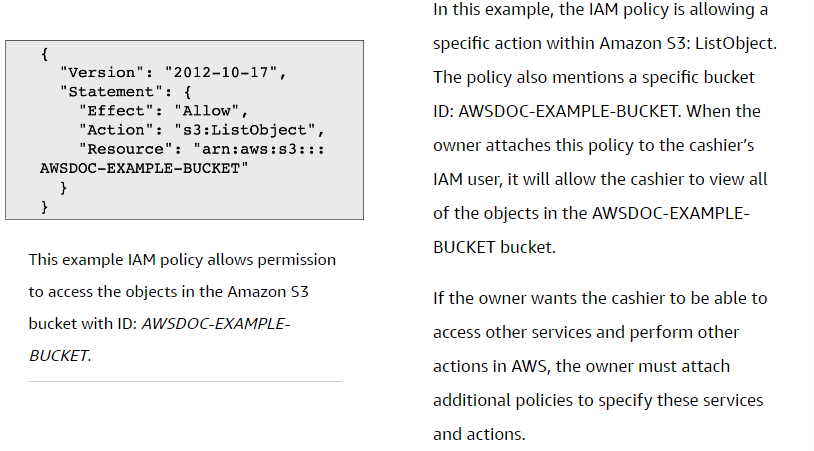 {
"Version": "2012-10-17",
"Statement": {
"Effect": "Allow",
"Action": "s3:ListObject",
"Resource": "arn:aws:s3:::
AWSDOC-EXAMPLE-BUCKET"
}
}
This example IAM policy allows permission
to access the objects in the Amazon S3
bucket with ID: AWSDOC-EXAMPLE-
BUCKET.
In this example, the IAM policy is allowing a
specific action within Amazon S3: ListObject.
The policy also mentions a specific bucket
ID: AWSDOC-EXAMPLE-BUCKET. When the
owner attaches this policy to the cashier’s
IAM user, it will allow the cashier to view all
of the objects in the AWSDOC-EXAMPLE-
BUCKET bucket.
If the owner wants the cashier to be able to
access other services and perform other
actions in AWS, the owner must attach
additional policies to specify these services
and actions.